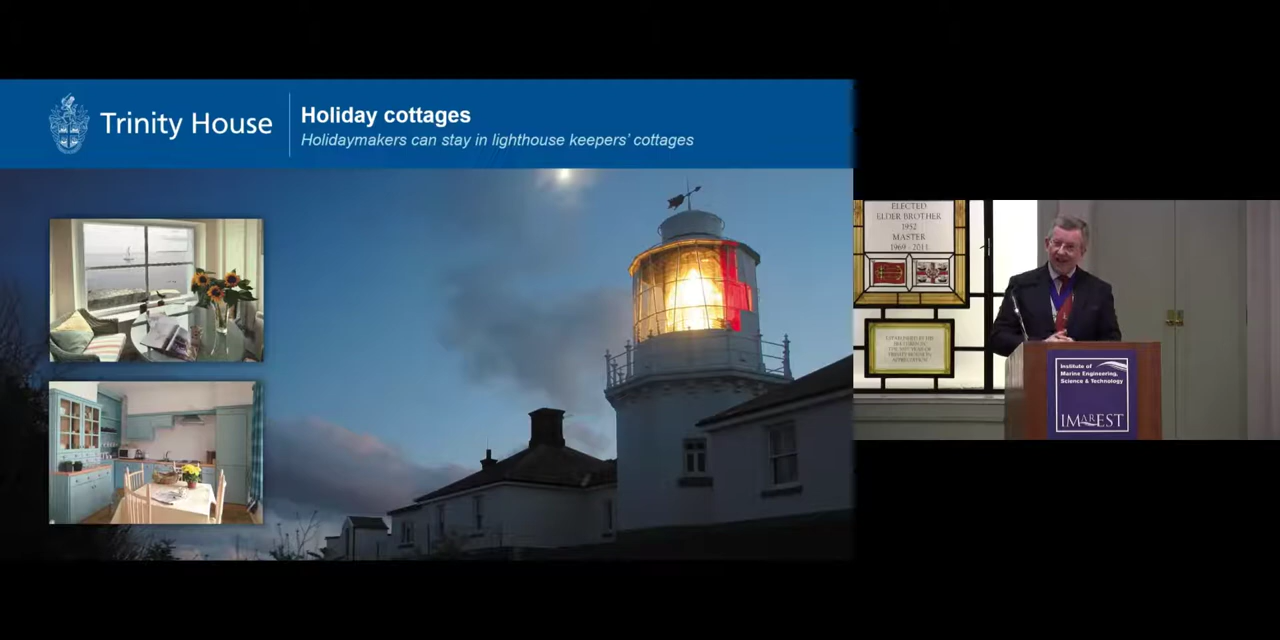 Trinity House
Holiday cottages
Holidaymakers can stay in lighthouse keepers' cottages
ELECTED
ELDER BROTHER
1952
MASTER
1969 - 2011
Institute of
Marine Engineering,
Science & Technology
IMarEST